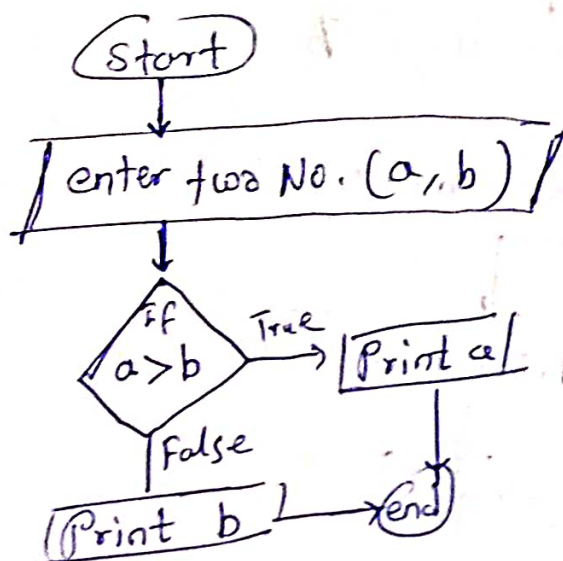 Start
enter two No. (a, b)
If
a > b
True
Print a
False
Print b
end